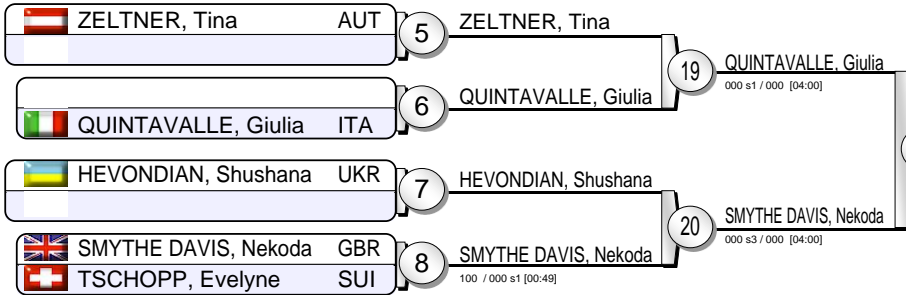 ZELTNER, Tina AUT
5
ZELTNER, Tina
QUINTAVALLE, Giulia ITA
6
QUINTAVALLE, Giulia
19
QUINTAVALLE, Giulia
000 s1 / 000 [04:00]
HEVONDIAN, Shushana UKR
7
HEVONDIAN, Shushana
SMYTHE DAVIS, Nekoda GBR
TSCHOPP, Evelyne SUI
8
SMYTHE DAVIS, Nekoda
100 / 000 s1 [00:49]
20
SMYTHE DAVIS, Nekoda
000 s3 / 000 [04:00]